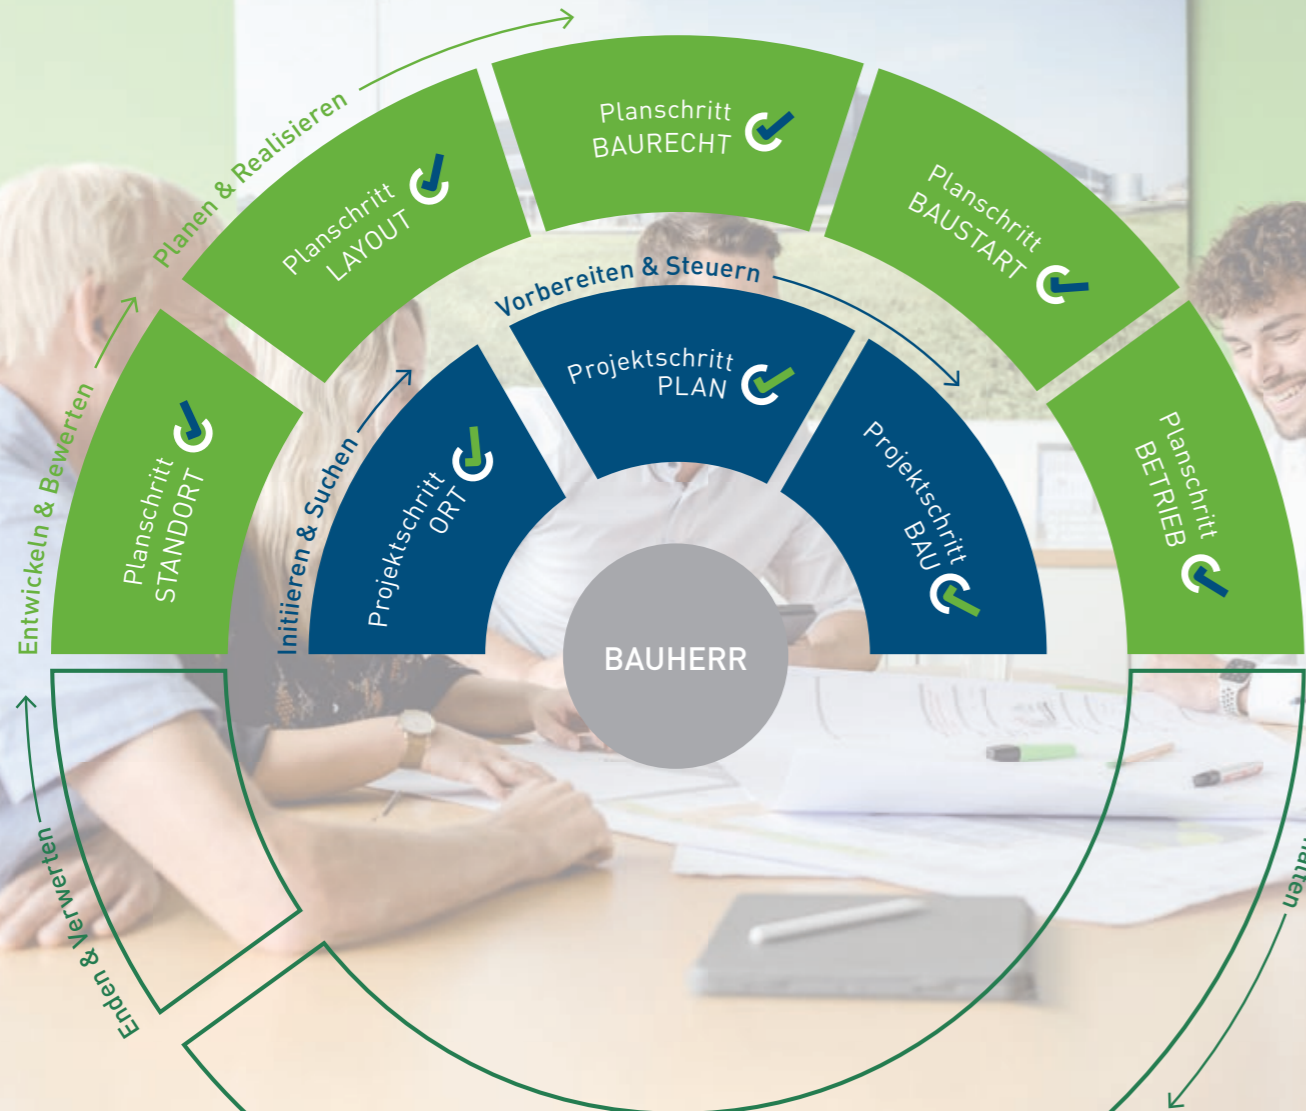 Planen & Realisieren
Entwickeln & Bewerten
Planschritt
STANDORT
Planschritt
LAYOUT
Planschritt
BAURECHT
Planschritt
BAUSTART
Planschritt
BETRIEB
Initiieren & Suchen
Vorbereiten & Steuern
Projektschritt
ORT
Projektschritt
PLAN
Projektschritt
BAU
BAUHERR
Enden & Verwerten